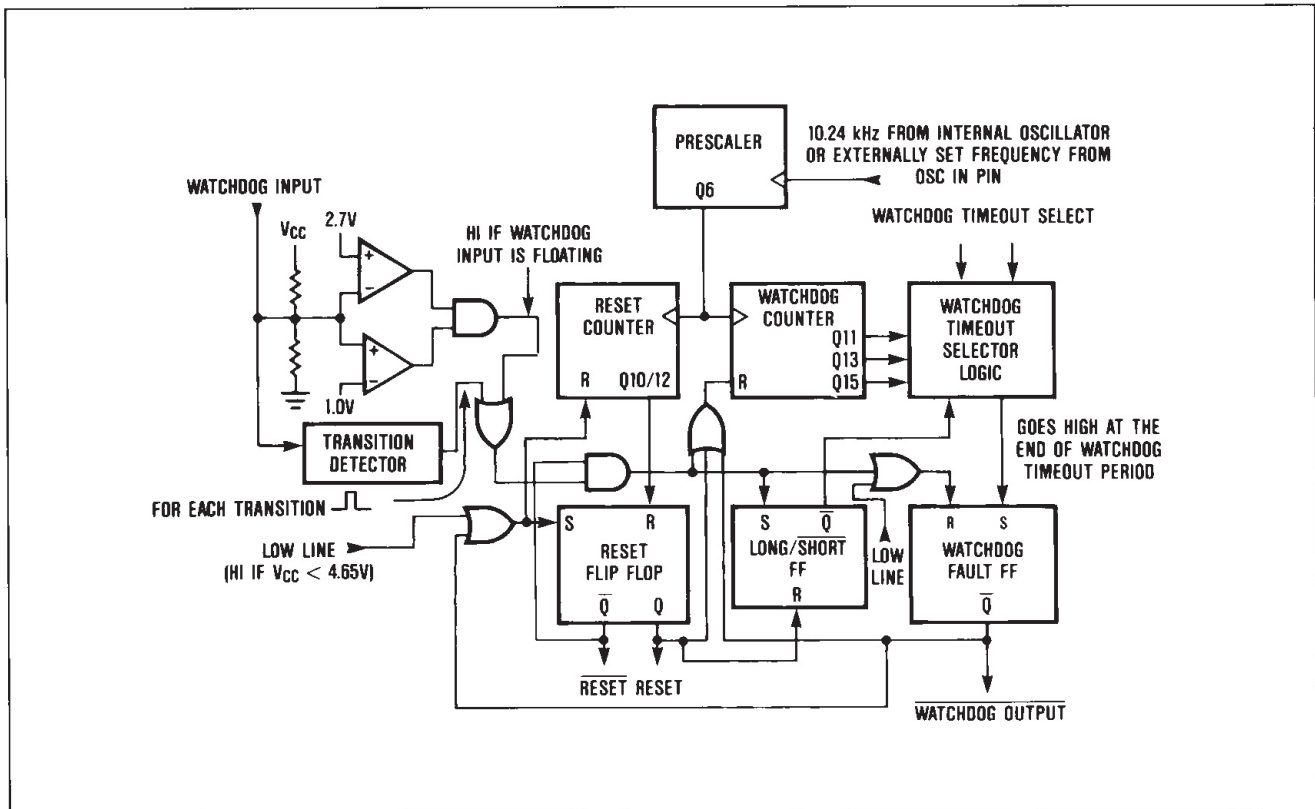 PRESCALER
Q6
10.24 kHz FROM INTERNAL OSCILLATOR
OR EXTERNALLY SET FREQUENCY FROM
OSC IN PIN
WATCHDOG INPUT
VCC
2.7V
+
−
+
−
1.0V
HI IF WATCHDOG
INPUT IS FLOATING
WATCHDOG TIMEOUT SELECT
RESET
COUNTER
R
Q10/12
WATCHDOG
COUNTER
Q11
Q13
Q15
R
WATCHDOG
TIMEOUT
SELECTOR
LOGIC
TRANSITION
DETECTOR
FOR EACH TRANSITION
GOES HIGH AT THE
END OF WATCHDOG
TIMEOUT PERIOD
LOW LINE
(HI IF VCC < 4.65V)
S
R
RESET
FLIP FLOP
Q̅
Q
S
Q̅
LONG/S̅H̅O̅R̅T̅
FF
R
LOW
LINE
R
S
WATCHDOG
FAULT FF
Q̅
R̅E̅S̅E̅T̅ RESET
W̅A̅T̅C̅H̅D̅O̅G̅ O̅U̅T̅P̅U̅T̅